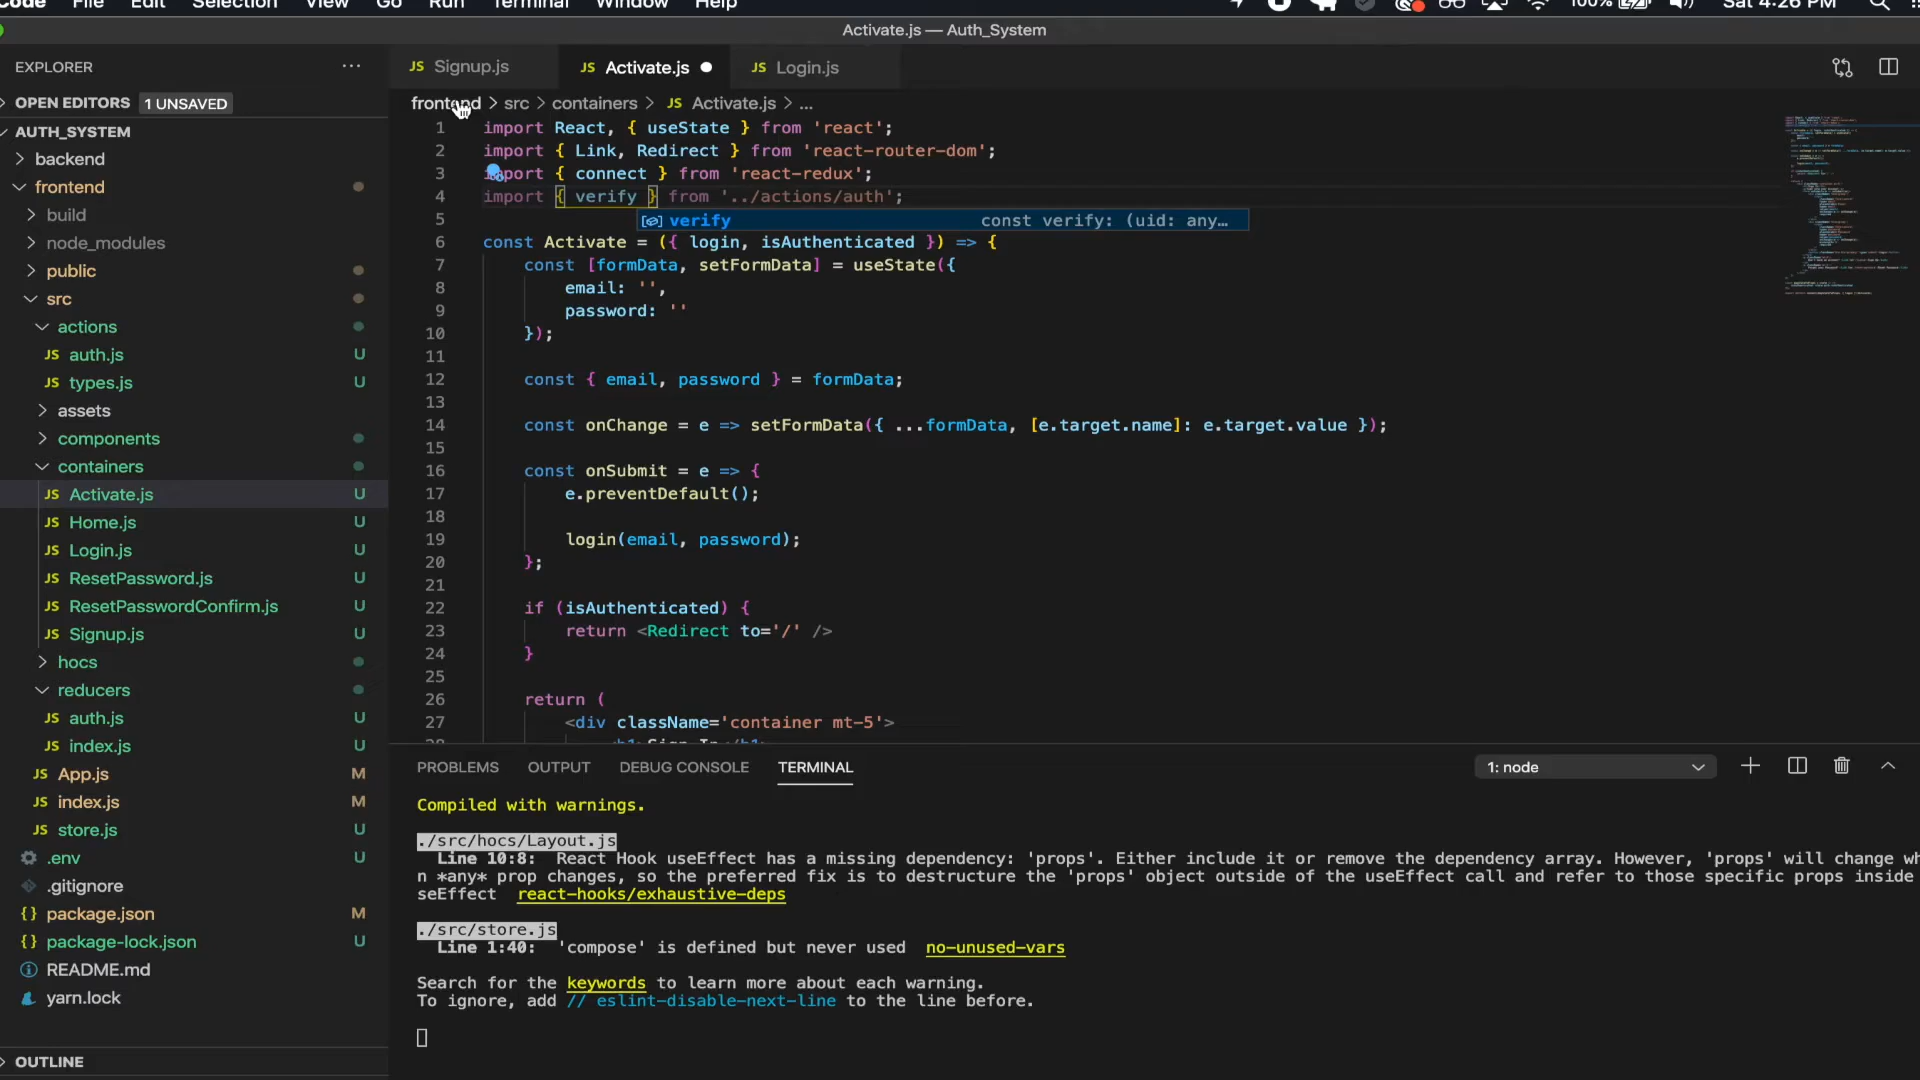 Code File Edit Selection View Go Run Terminal Window Help 100% Sat 4:26 PM
Activate.js — Auth_System
EXPLORER ···
JS Signup.js JS Activate.js ● JS Login.js
OPEN EDITORS 1 UNSAVED
frontend > src > containers > JS Activate.js > ...
AUTH_SYSTEM
backend
frontend
build
node_modules
public
src
actions
JS auth.js U
JS types.js U
assets
components
containers
JS Activate.js U
JS Home.js U
JS Login.js U
JS ResetPassword.js U
JS ResetPasswordConfirm.js U
JS Signup.js U
hocs
reducers
JS auth.js U
JS index.js U
JS App.js M
JS index.js M
JS store.js U
.env U
.gitignore
{} package.json M
{} package-lock.json U
README.md
yarn.lock
OUTLINE
1 import React, { useState } from 'react';
2 import { Link, Redirect } from 'react-router-dom';
3 import { connect } from 'react-redux';
4 import { verify } from '../actions/auth';
5 verify const verify: (uid: any…
6 const Activate = ({ login, isAuthenticated }) => {
7 const [formData, setFormData] = useState({
8 email: '',
9 password: ''
10 });
11
12 const { email, password } = formData;
13
14 const onChange = e => setFormData({ ...formData, [e.target.name]: e.target.value });
15
16 const onSubmit = e => {
17 e.preventDefault();
18
19 login(email, password);
20 };
21
22 if (isAuthenticated) {
23 return <Redirect to='/' />
24 }
25
26 return (
27 <div className='container mt-5'>
28 <h1>Sign In</h1>
PROBLEMS OUTPUT DEBUG CONSOLE TERMINAL 1: node
Compiled with warnings.
./src/hocs/Layout.js
Line 10:8: React Hook useEffect has a missing dependency: 'props'. Either include it or remove the dependency array. However, 'props' will change wh
n *any* prop changes, so the preferred fix is to destructure the 'props' object outside of the useEffect call and refer to those specific props inside
seEffect react-hooks/exhaustive-deps
./src/store.js
Line 1:40: 'compose' is defined but never used no-unused-vars
Search for the keywords to learn more about each warning.
To ignore, add // eslint-disable-next-line to the line before.